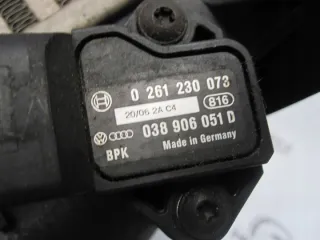 0 261 230 073
20/06 2A C4 816
038 906 051 D
BPK Made in Germany